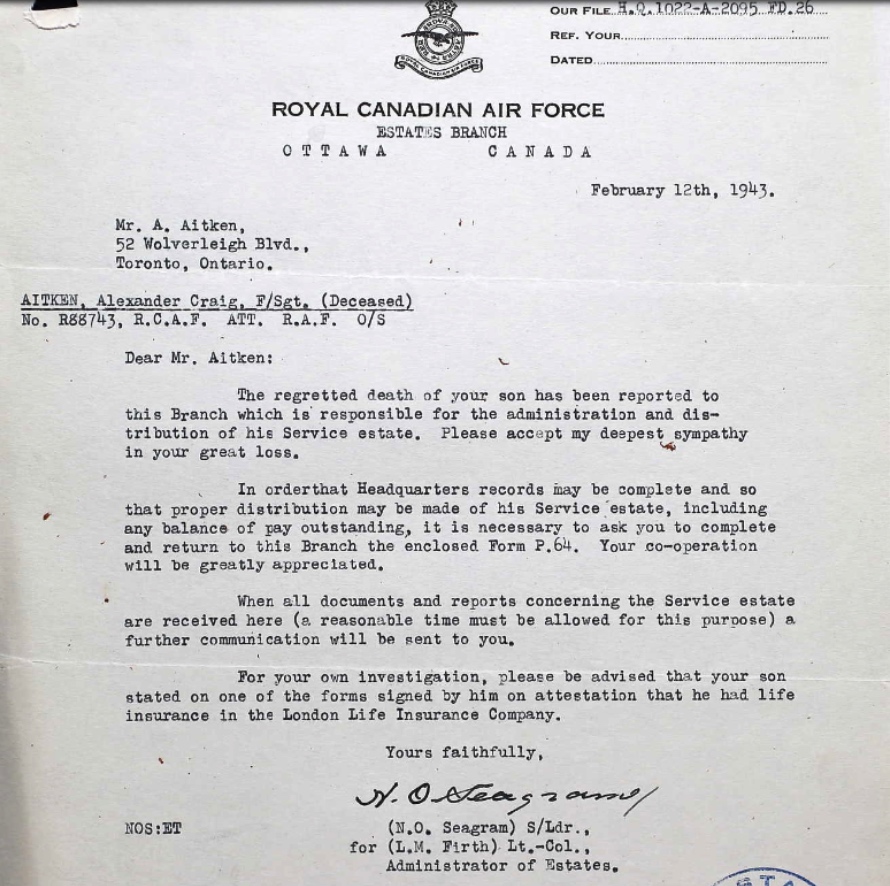 OUR FILE H.Q.1022-A-2095 FD.26
REF. YOUR
DATED
ROYAL CANADIAN AIR FORCE
ESTATES BRANCH
OTTAWA CANADA
February 12th, 1943.
Mr. A. Aitken,
52 Wolverleigh Blvd.,
Toronto, Ontario.
AITKEN, Alexander Craig, F/Sgt. (Deceased)
No. R88743, R.C.A.F. ATT. R.A.F. O/S
Dear Mr. Aitken:
The regretted death of your son has been reported to
this Branch which is responsible for the administration and dis-
tribution of his Service estate. Please accept my deepest sympathy
in your great loss.
In orderthat Headquarters records may be complete and so
that proper distribution may be made of his Service estate, including
any balance of pay outstanding, it is necessary to ask you to complete
and return to this Branch the enclosed Form P.64. Your co-operation
will be greatly appreciated.
When all documents and reports concerning the Service estate
are received here (a reasonable time must be allowed for this purpose) a
further communication will be sent to you.
For your own investigation, please be advised that your son
stated on one of the forms signed by him on attestation that he had life
insurance in the London Life Insurance Company.
Yours faithfully,
N. O. Seagram
NOS:ET
(N.O. Seagram) S/Ldr.,
for (L.M. Firth) Lt.-Col.,
Administrator of Estates.